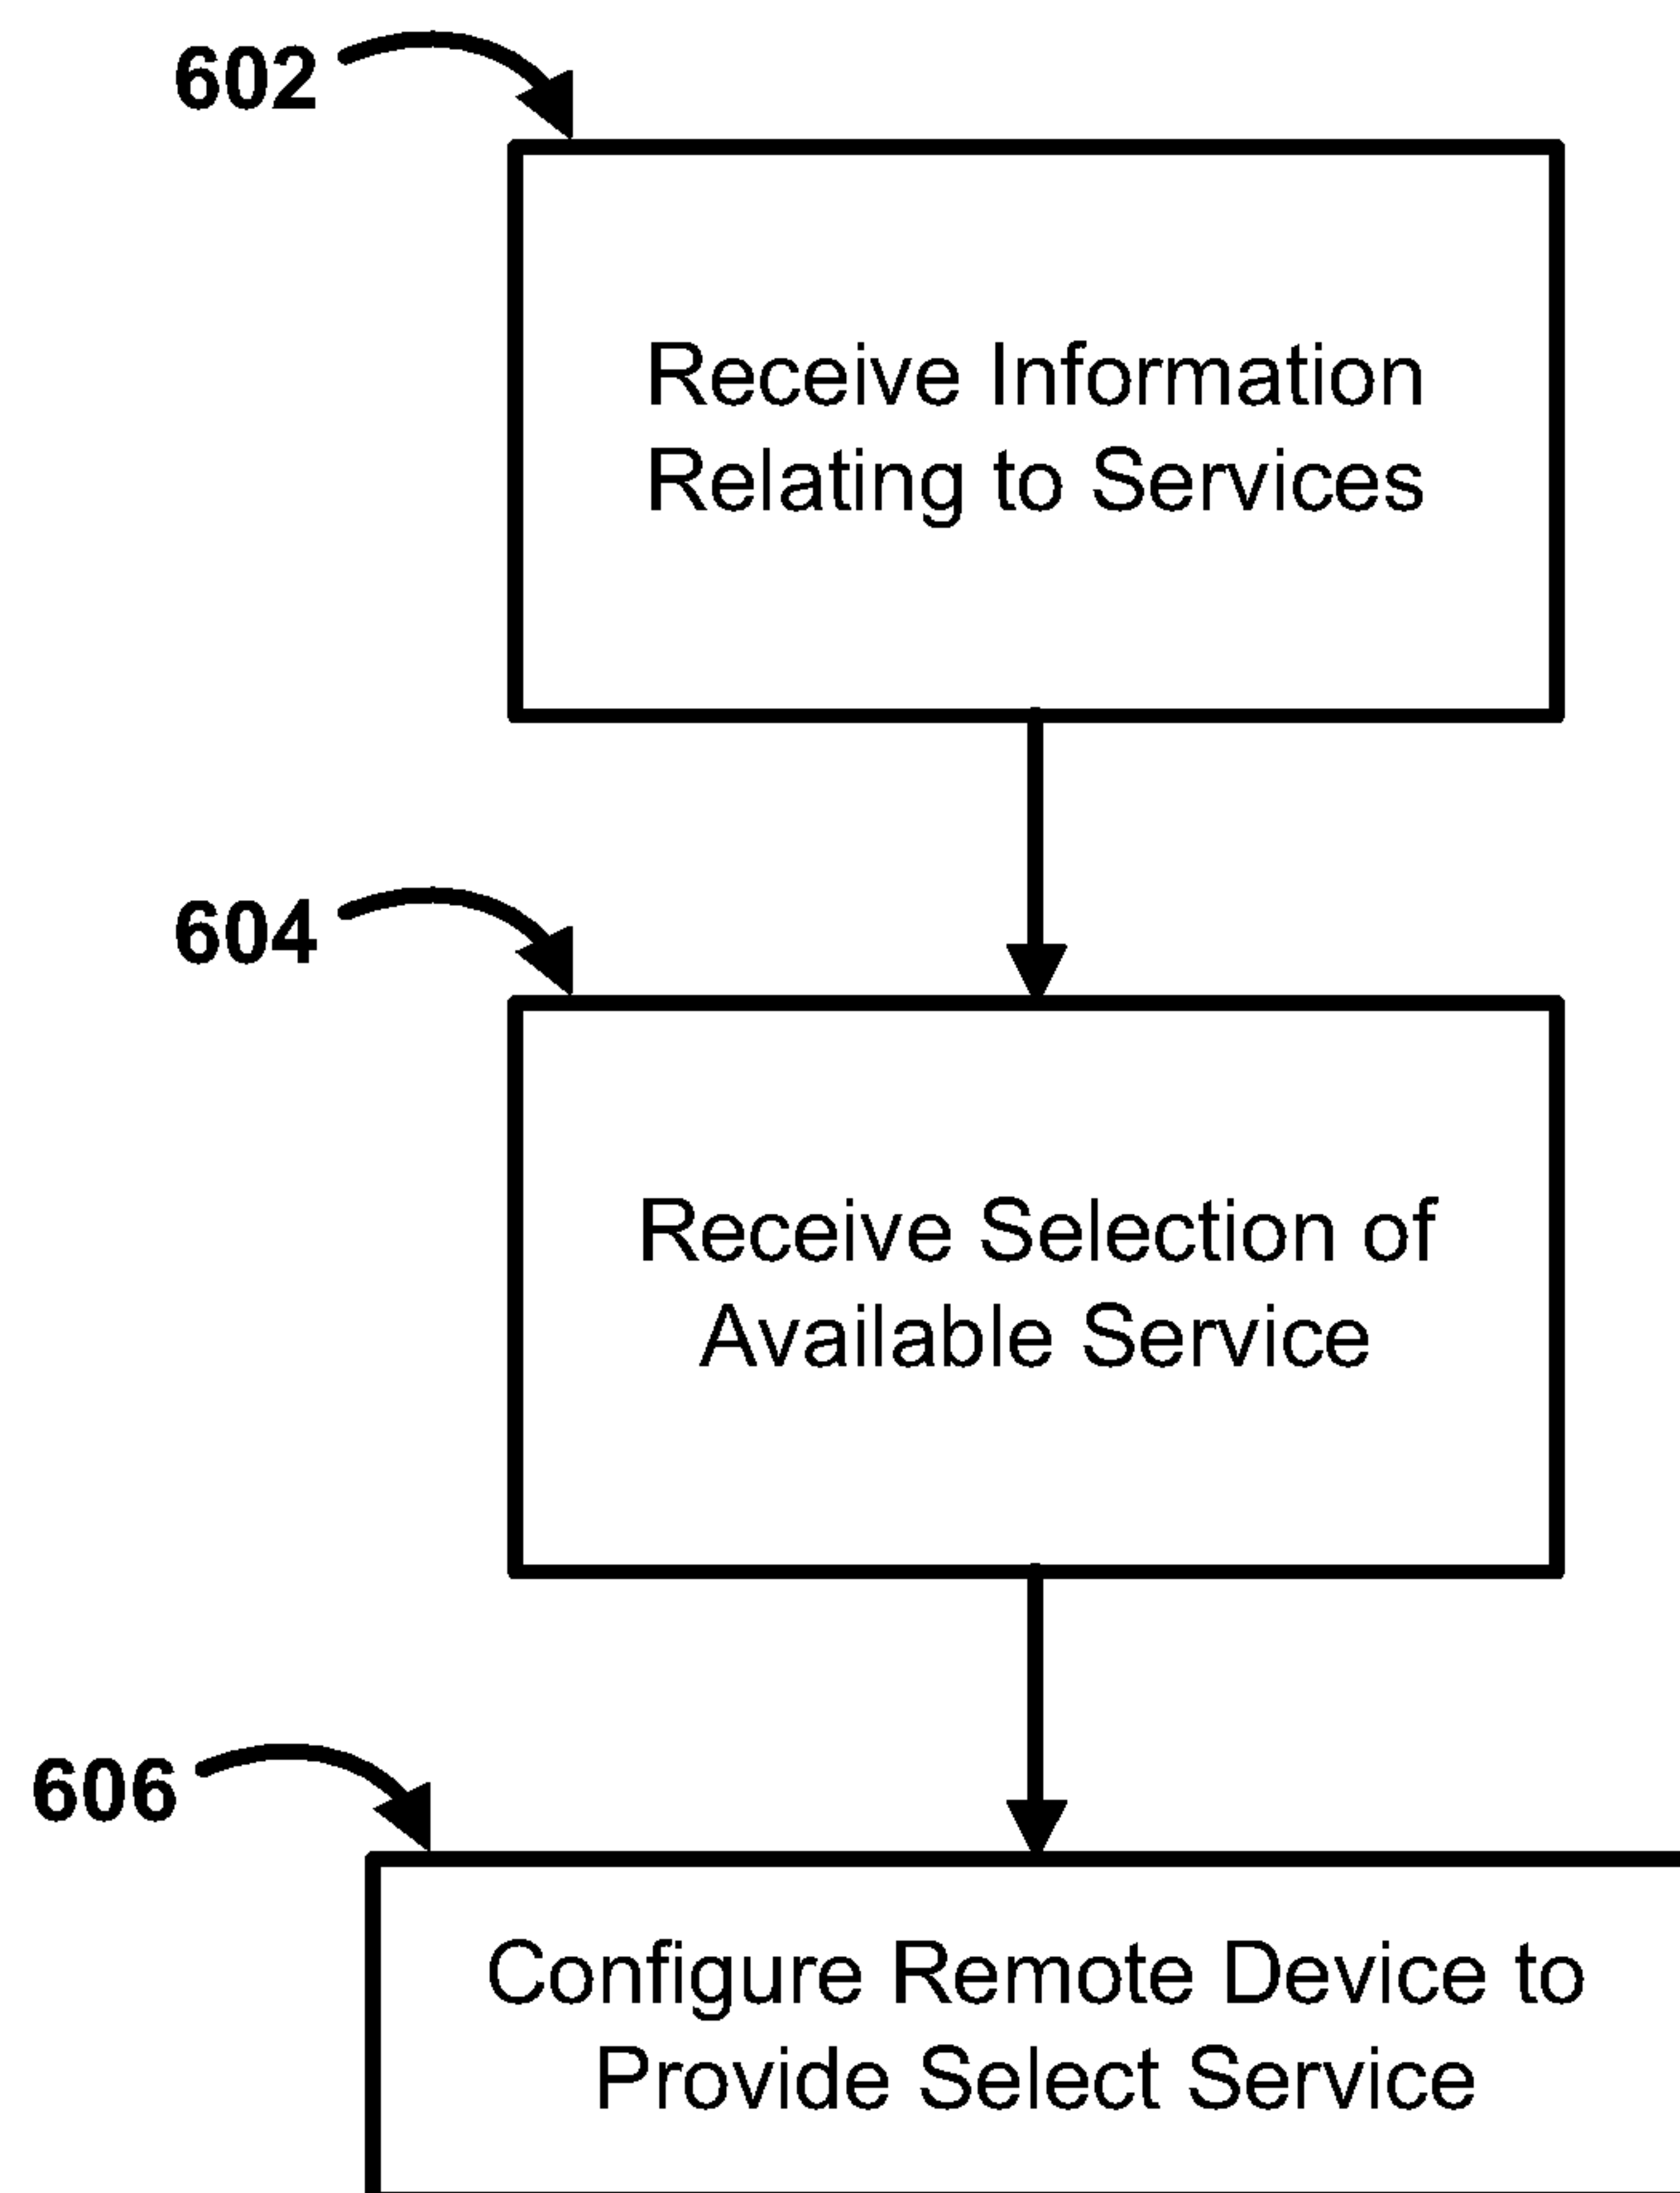 602
Receive Information
Relating to Services
604
Receive Selection of
Available Service
606
Configure Remote Device to
Provide Select Service